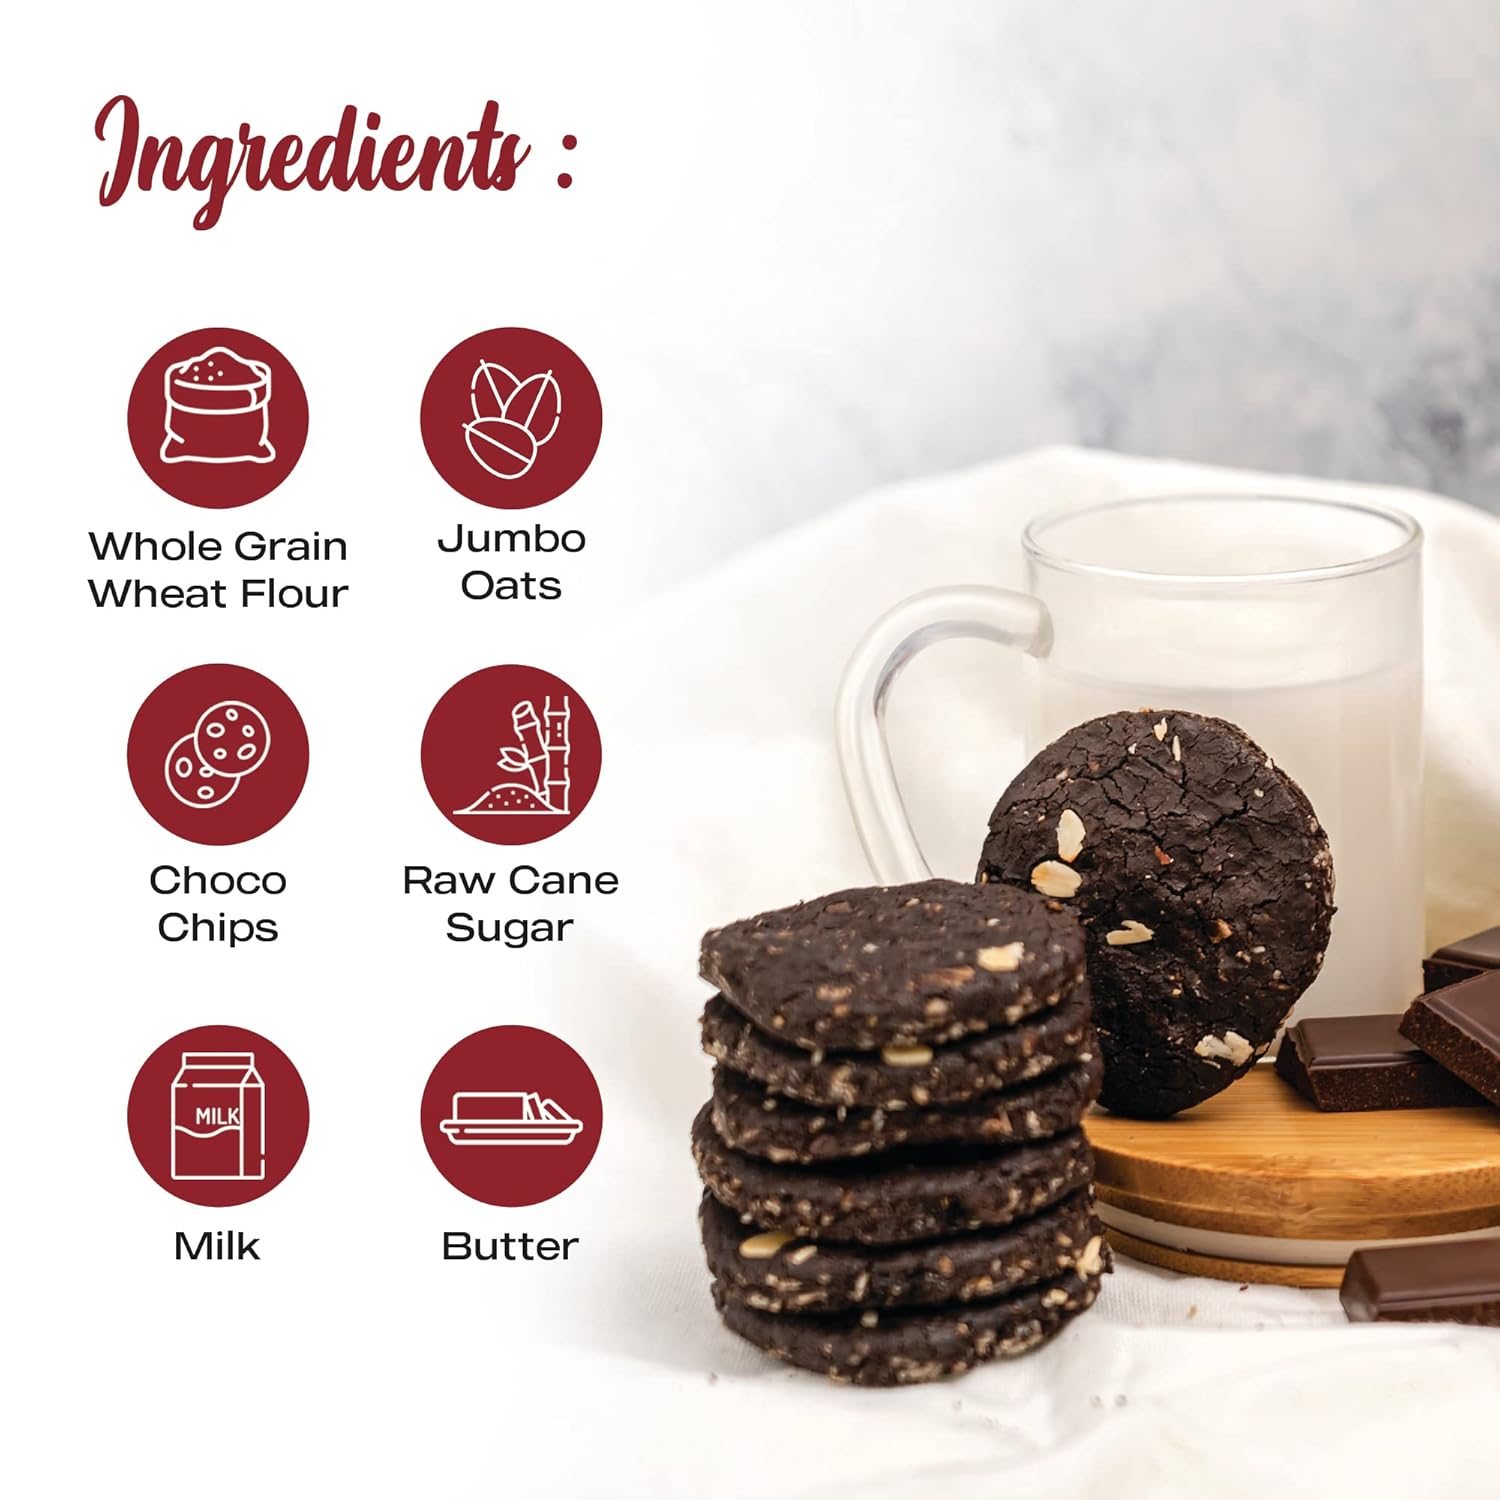 Ingredients :
Whole Grain
Wheat Flour
Jumbo
Oats
Choco
Chips
Raw Cane
Sugar
MILK
Milk
Butter